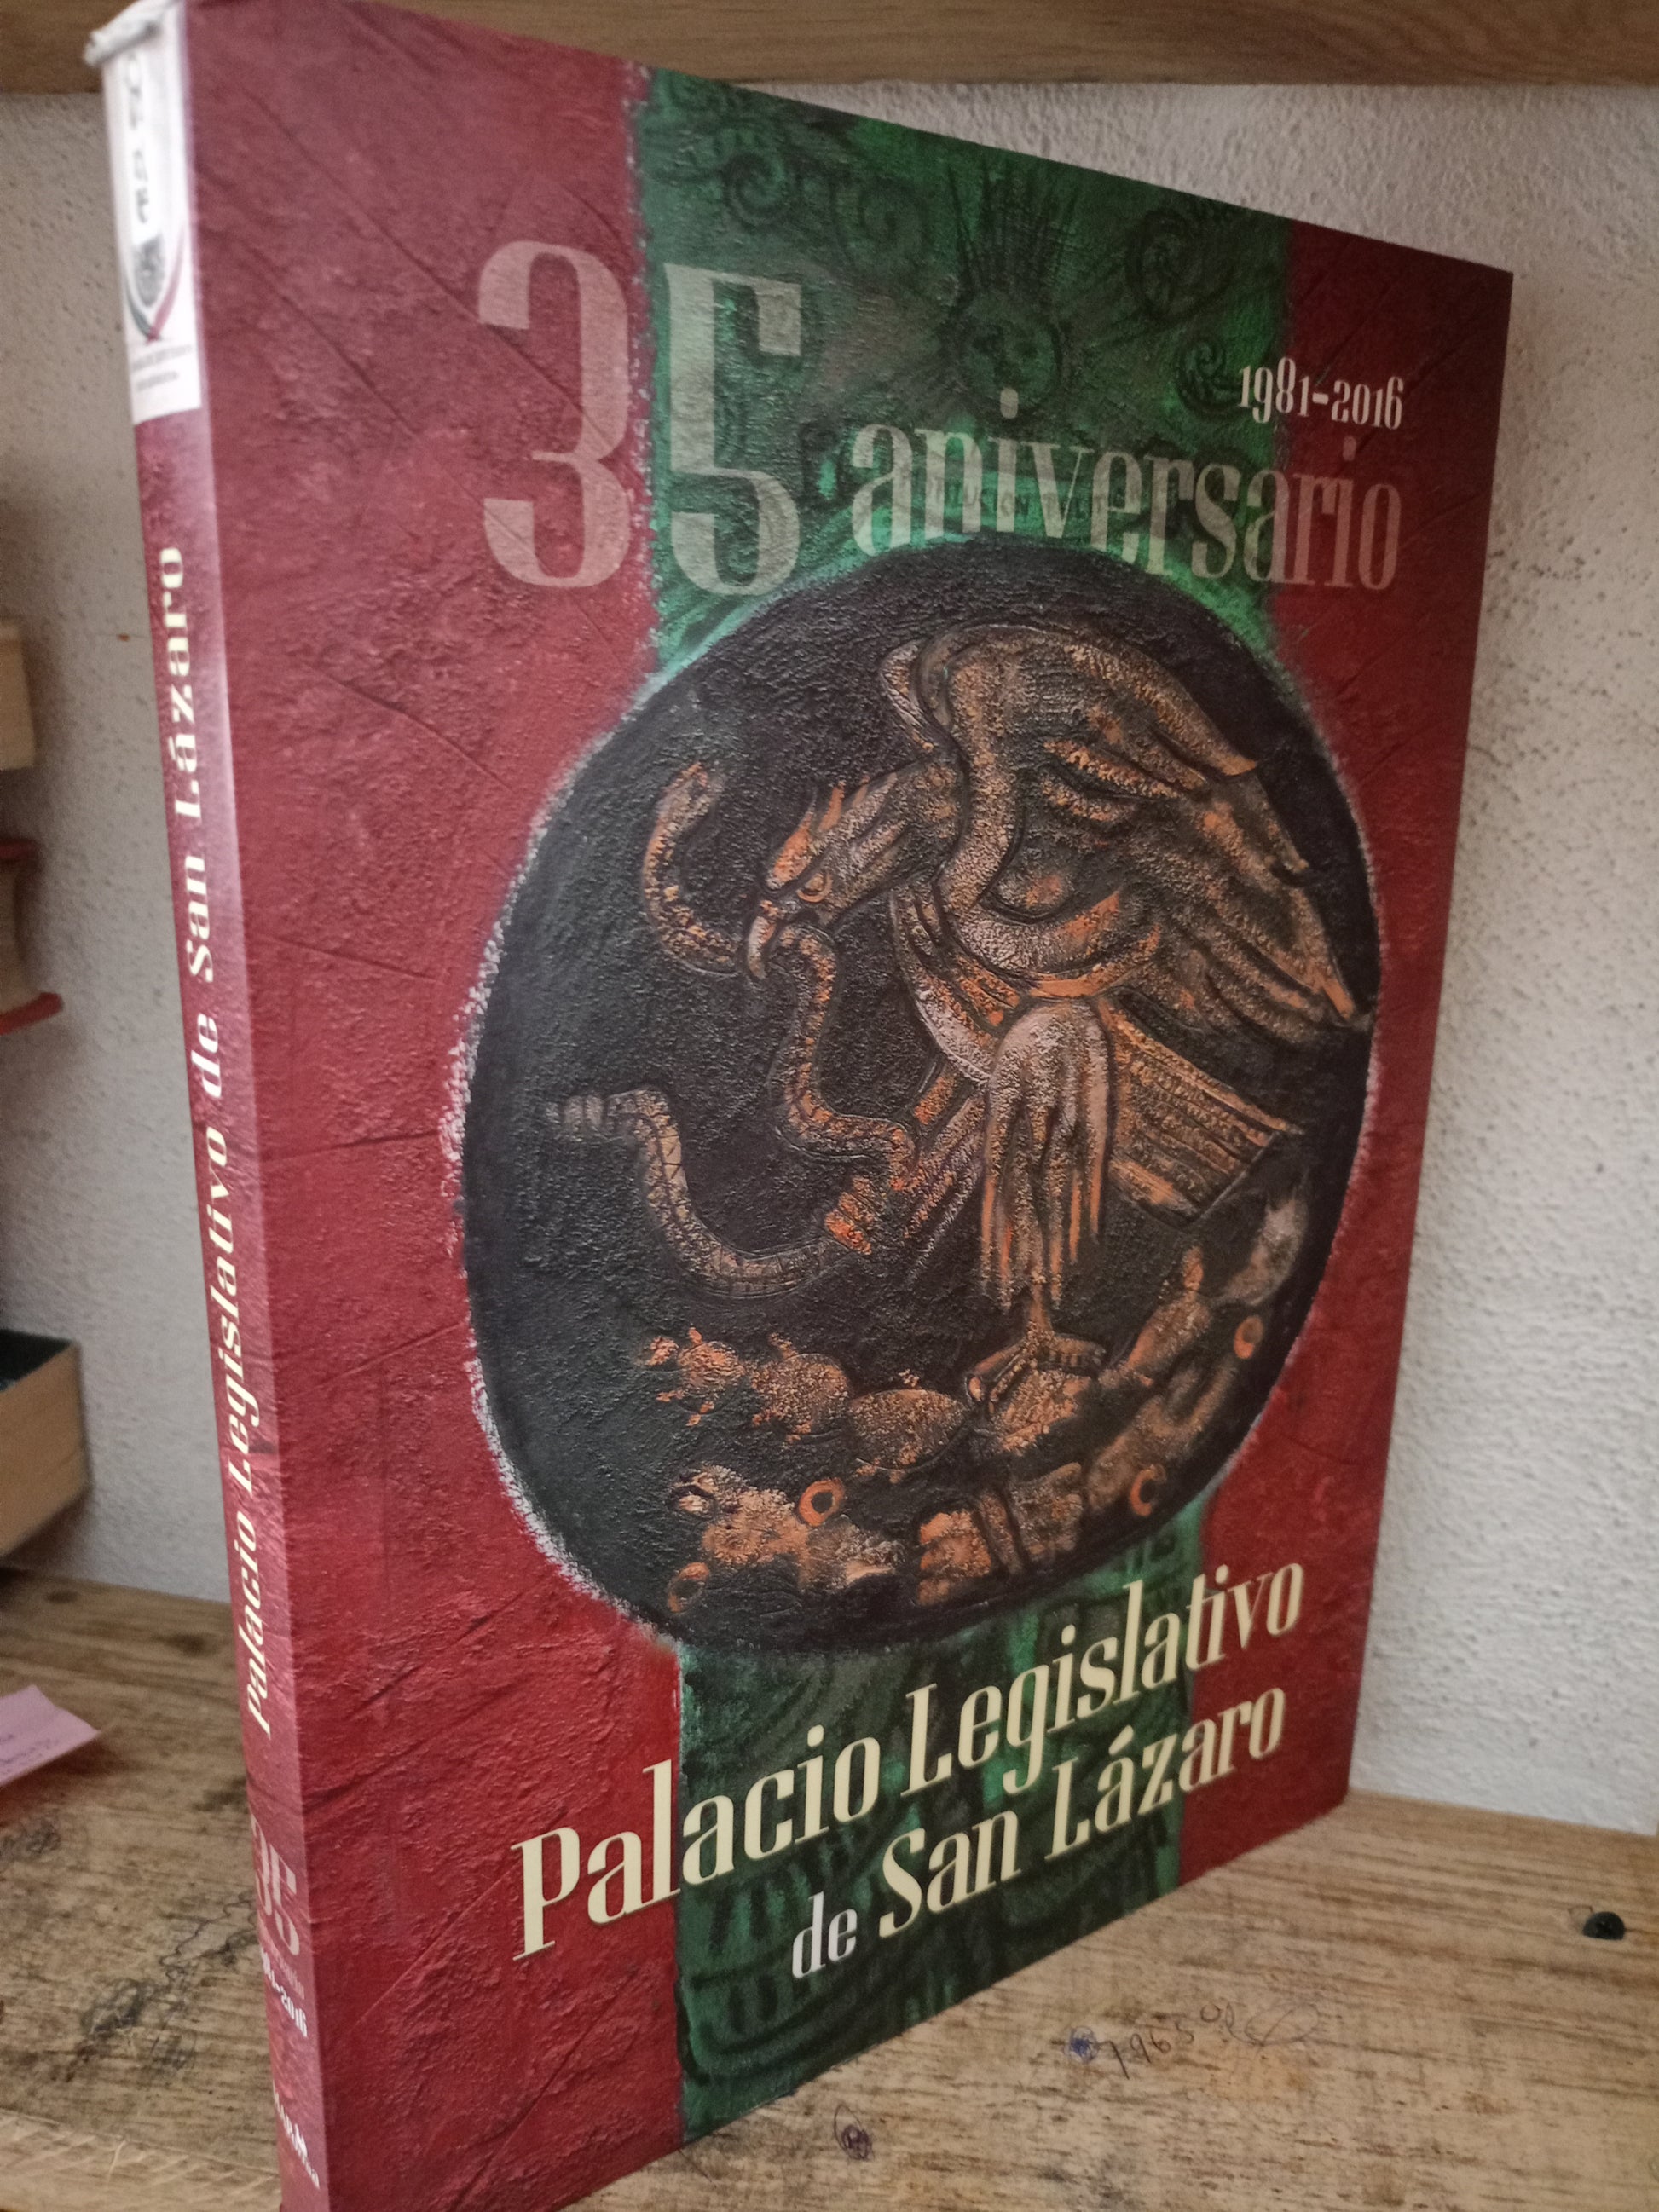 35 aniversario
1981-2016
Palacio Legislativo
de San Lázaro
Palacio Legislativo de San Lázaro
35
1981-2016